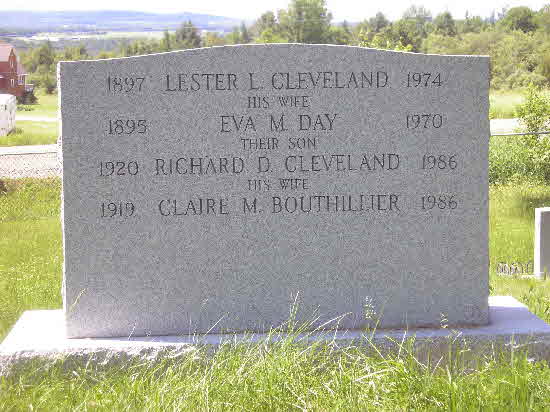 1897 LESTER L. CLEVELAND 1974
HIS WIFE
1895 EVA M. DAY 1970
THEIR SON
1920 RICHARD D. CLEVELAND 1986
HIS WIFE
1919 CLAIRE M. BOUTHILLIER 1986